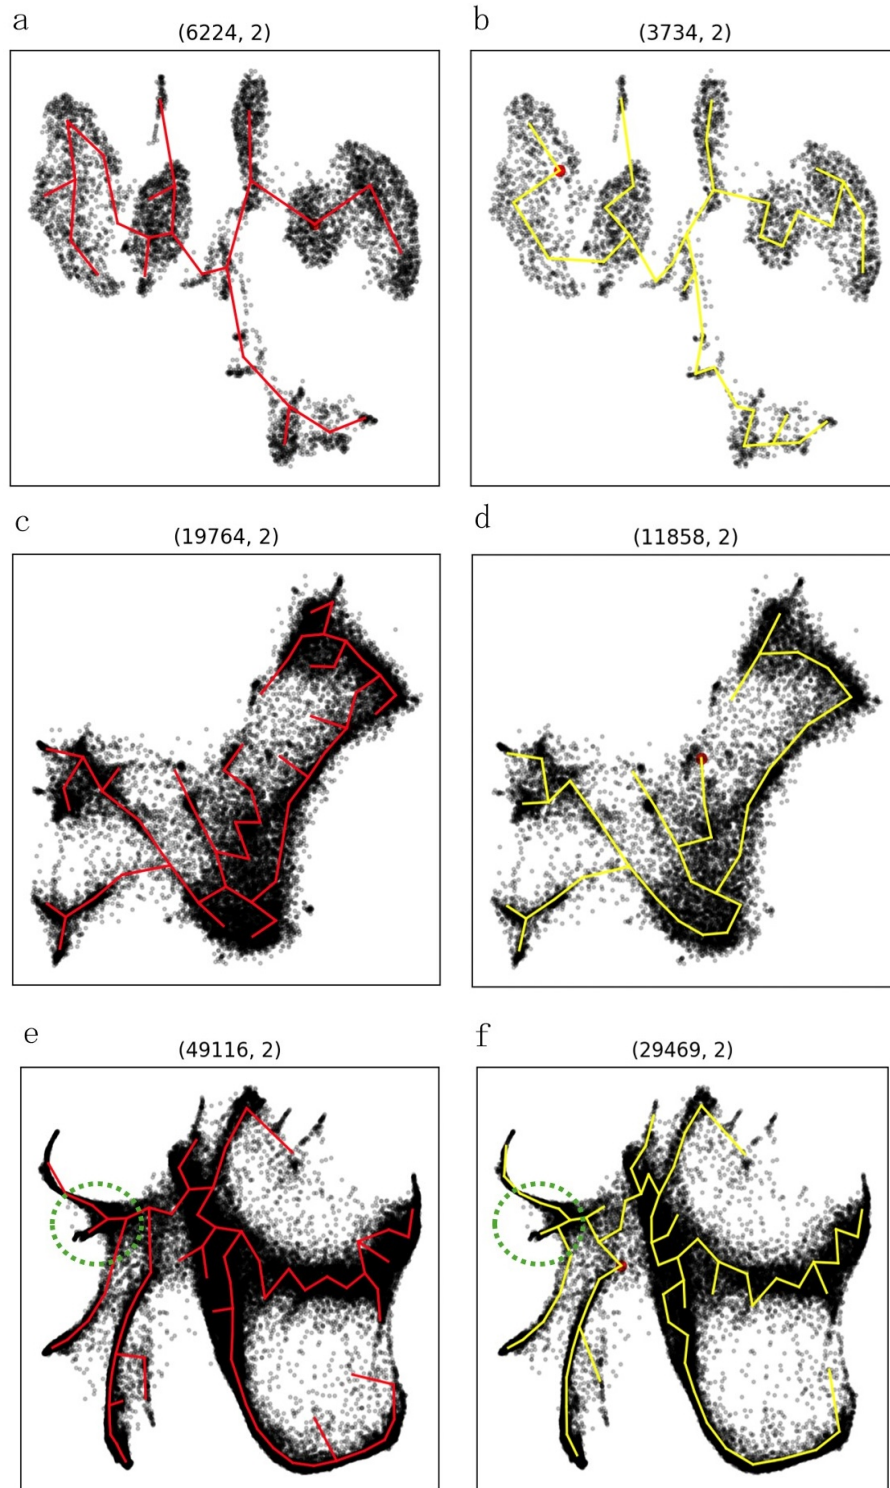 a
(6224, 2)
b
(3734, 2)
c
(19764, 2)
d
(11858, 2)
e
(49116, 2)
f
(29469, 2)